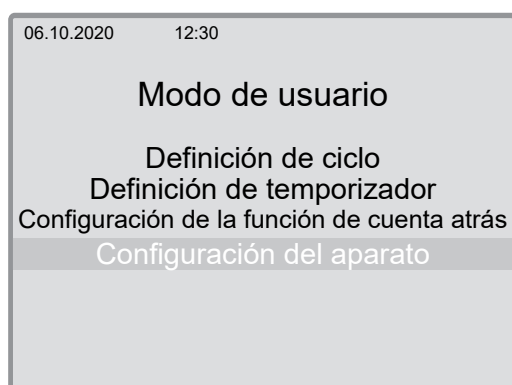 06.10.2020 12:30
Modo de usuario
Definición de ciclo
Definición de temporizador
Configuración de la función de cuenta atrás
Configuración del aparato